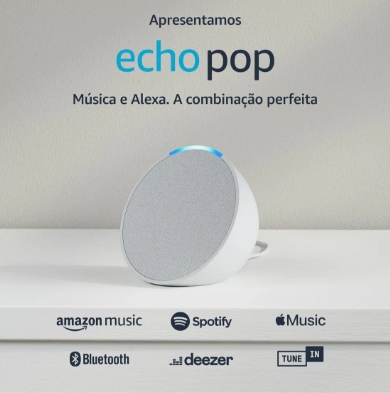 Apresentamos
echo pop
Música e Alexa. A combinação perfeita
amazon music Spotify Music
Bluetooth deezer TUNE IN